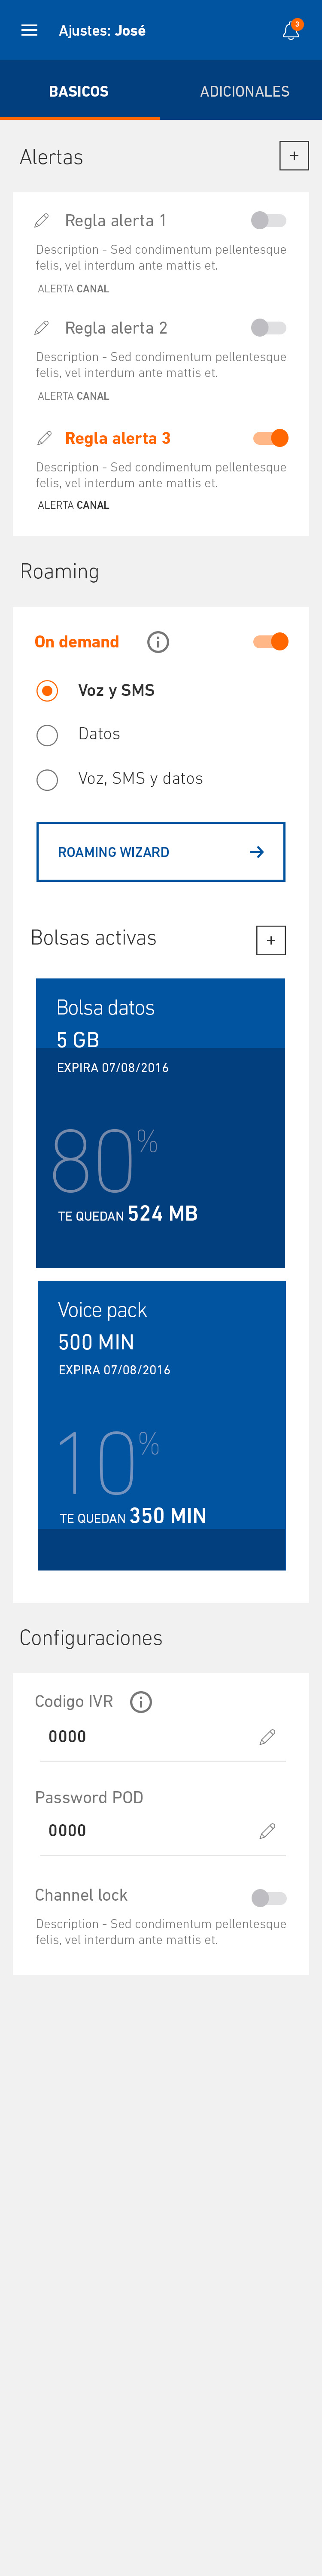 Ajustes: José
3
BASICOS
ADICIONALES
Alertas
+
Regla alerta 1
Description - Sed condimentum pellentesque
felis, vel interdum ante mattis et.
ALERTA CANAL
Regla alerta 2
Description - Sed condimentum pellentesque
felis, vel interdum ante mattis et.
ALERTA CANAL
Regla alerta 3
Description - Sed condimentum pellentesque
felis, vel interdum ante mattis et.
ALERTA CANAL
Roaming
On demand
Voz y SMS
Datos
Voz, SMS y datos
ROAMING WIZARD
Bolsas activas
+
Bolsa datos
5 GB
EXPIRA 07/08/2016
80%
TE QUEDAN 524 MB
Voice pack
500 MIN
EXPIRA 07/08/2016
10%
TE QUEDAN 350 MIN
Configuraciones
Codigo IVR
0000
Password POD
0000
Channel lock
Description - Sed condimentum pellentesque
felis, vel interdum ante mattis et.